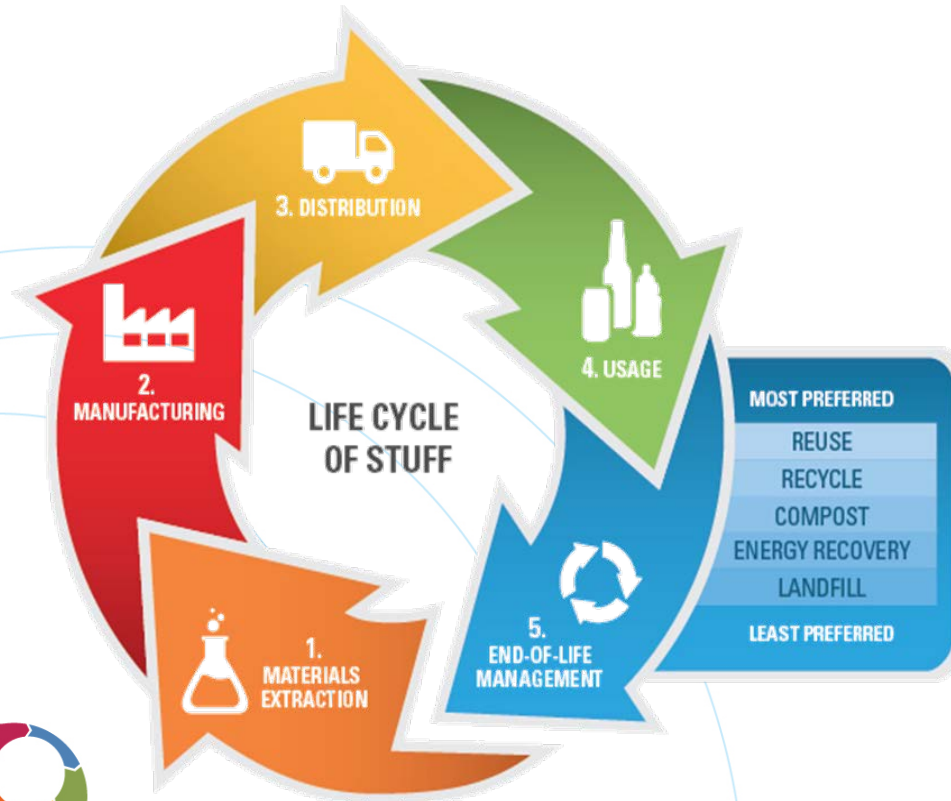 3. DISTRIBUTION
4. USAGE
2.
MANUFACTURING
LIFE CYCLE
OF STUFF
MOST PREFERRED
REUSE
RECYCLE
COMPOST
ENERGY RECOVERY
LANDFILL
LEAST PREFERRED
5.
END-OF-LIFE
MANAGEMENT
1.
MATERIALS
EXTRACTION